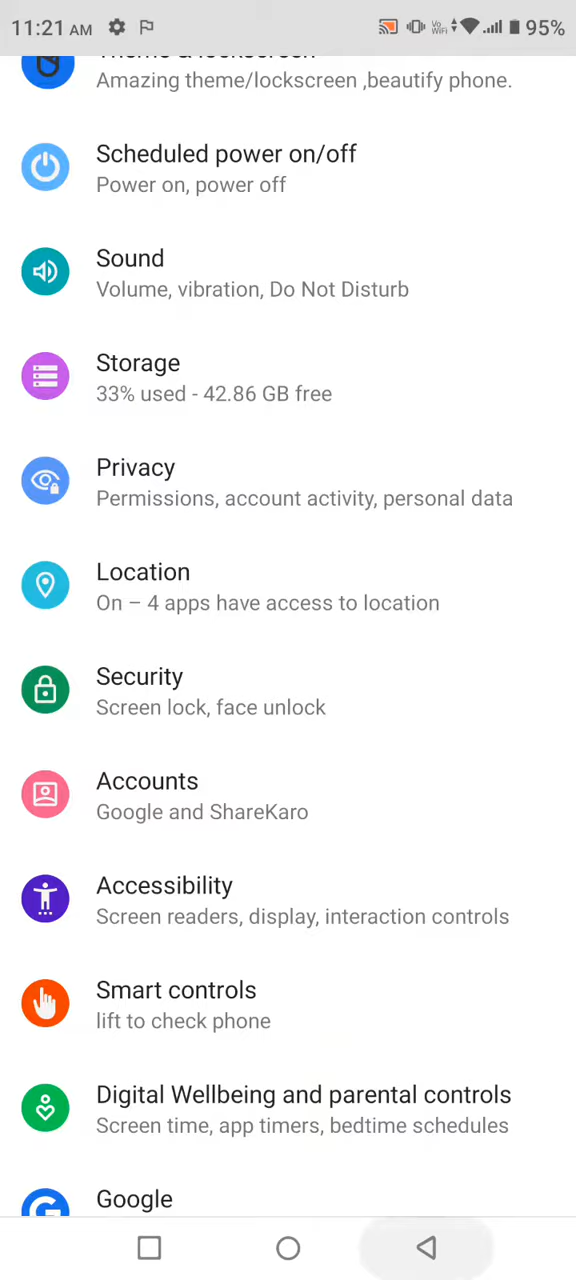 11:21 AM
Vo
WiFi
95%
Theme & lockscreen
Amazing theme/lockscreen ,beautify phone.
Scheduled power on/off
Power on, power off
Sound
Volume, vibration, Do Not Disturb
Storage
33% used - 42.86 GB free
Privacy
Permissions, account activity, personal data
Location
On – 4 apps have access to location
Security
Screen lock, face unlock
Accounts
Google and ShareKaro
Accessibility
Screen readers, display, interaction controls
Smart controls
lift to check phone
Digital Wellbeing and parental controls
Screen time, app timers, bedtime schedules
Google